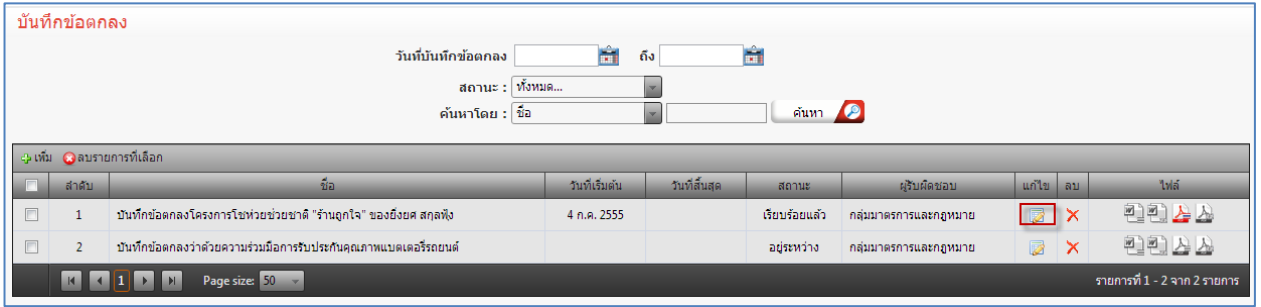 บันทึกข้อตกลง
วันที่บันทึกข้อตกลง ถึง
สถานะ : ทั้งหมด...
ค้นหาโดย : ชื่อ ค้นหา
เพิ่ม ลบรายการที่เลือก
ลำดับ ชื่อ วันที่เริ่มต้น วันที่สิ้นสุด สถานะ ผู้รับผิดชอบ แก้ไข ลบ ไฟล์
1 บันทึกข้อตกลงโครงการโชห่วยช่วยชาติ "ร้านถูกใจ" ของยิ่งยศ สกุลฟุ้ง 4 ก.ค. 2555 เรียบร้อยแล้ว กลุ่มมาตรการและกฎหมาย
2 บันทึกข้อตกลงว่าด้วยความร่วมมือการรับประกันคุณภาพแบตเตอรี่รถยนต์ อยู่ระหว่าง กลุ่มมาตรการและกฎหมาย
1 Page size: 50 รายการที่ 1 - 2 จาก 2 รายการ